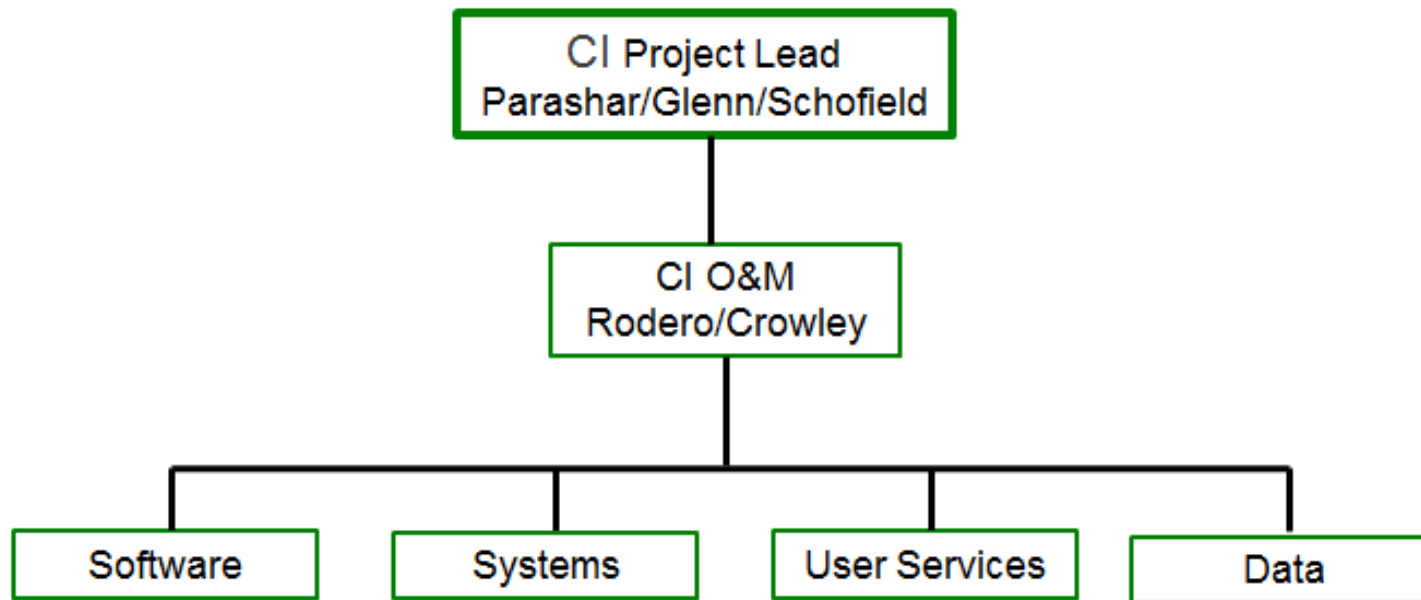 CI Project Lead
Parashar/Glenn/Schofield
CI O&M
Rodero/Crowley
Software
Systems
User Services
Data